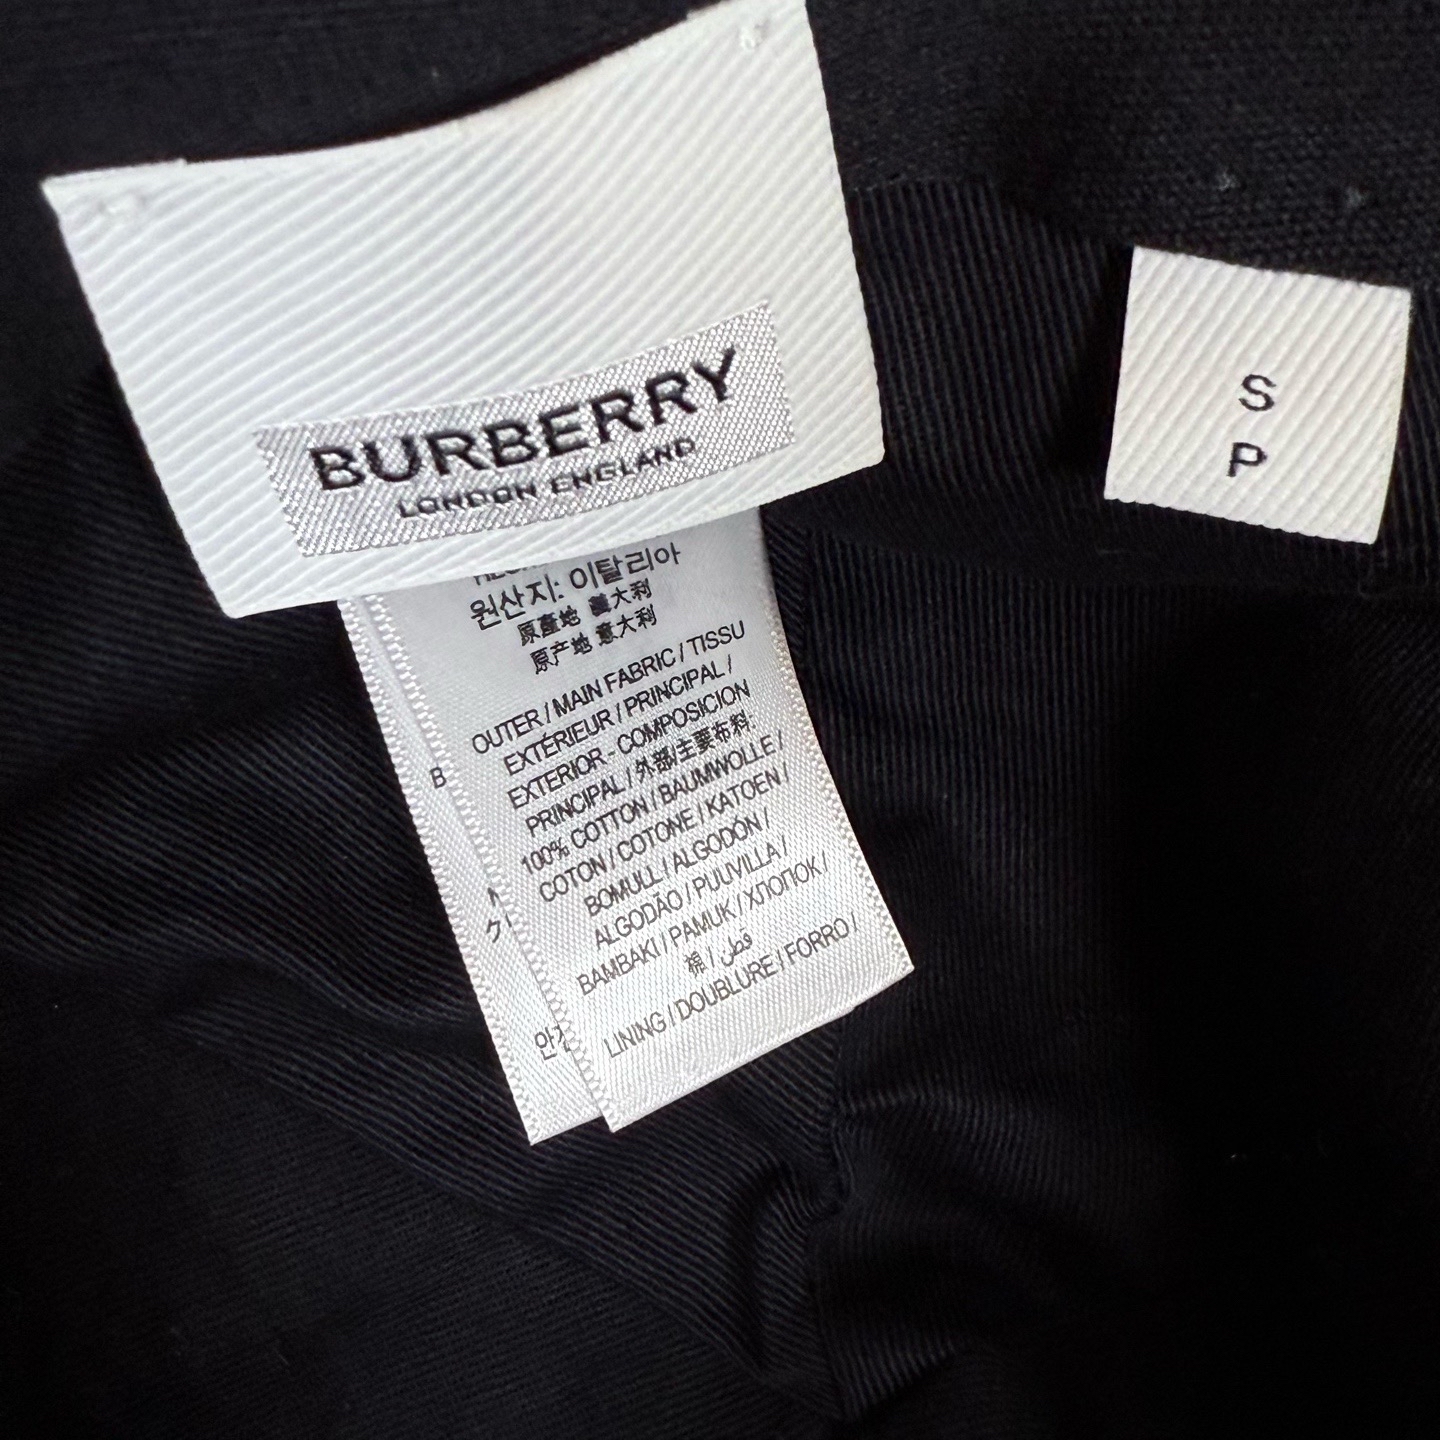 BURBERRY
LONDON ENGLAND
S
P
원산지: 이탈리아
原產地 義大利
原产地 意大利
OUTER / MAIN FABRIC / TISSU
EXTÉRIEUR / PRINCIPAL /
EXTERIOR - COMPOSICION
PRINCIPAL / 外部/主要布料:
100% COTTON / BAUMWOLLE /
COTON / COTONE / KATOEN /
BOMULL / ALGODÓN /
ALGODÃO / PUUVILLA /
BAMBAKI / PAMUK / ХЛОПОК /
棉 / قطن
LINING / DOUBLURE / FORRO /
B